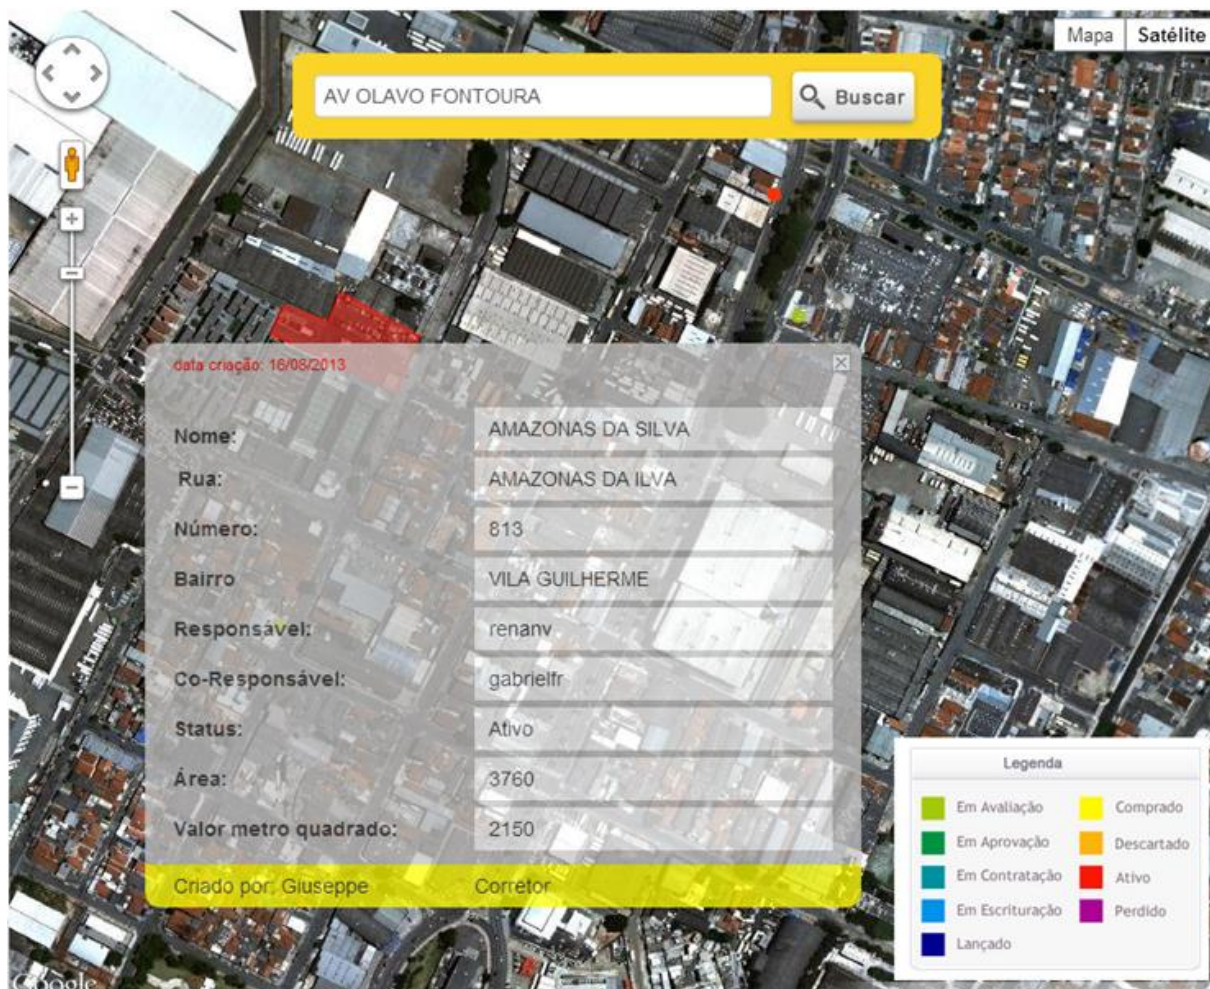 Mapa Satélite
AV OLAVO FONTOURA Buscar
data criação: 16/08/2013
Nome: AMAZONAS DA SILVA
Rua: AMAZONAS DA ILVA
Número: 813
Bairro VILA GUILHERME
Responsável: renanv
Co-Responsável: gabrielfr
Status: Ativo
Área: 3760
Valor metro quadrado: 2150
Criado por: Giuseppe Corretor
Legenda
Em Avaliação Comprado
Em Aprovação Descartado
Em Contratação Ativo
Em Escrituração Perdido
Lançado
Google